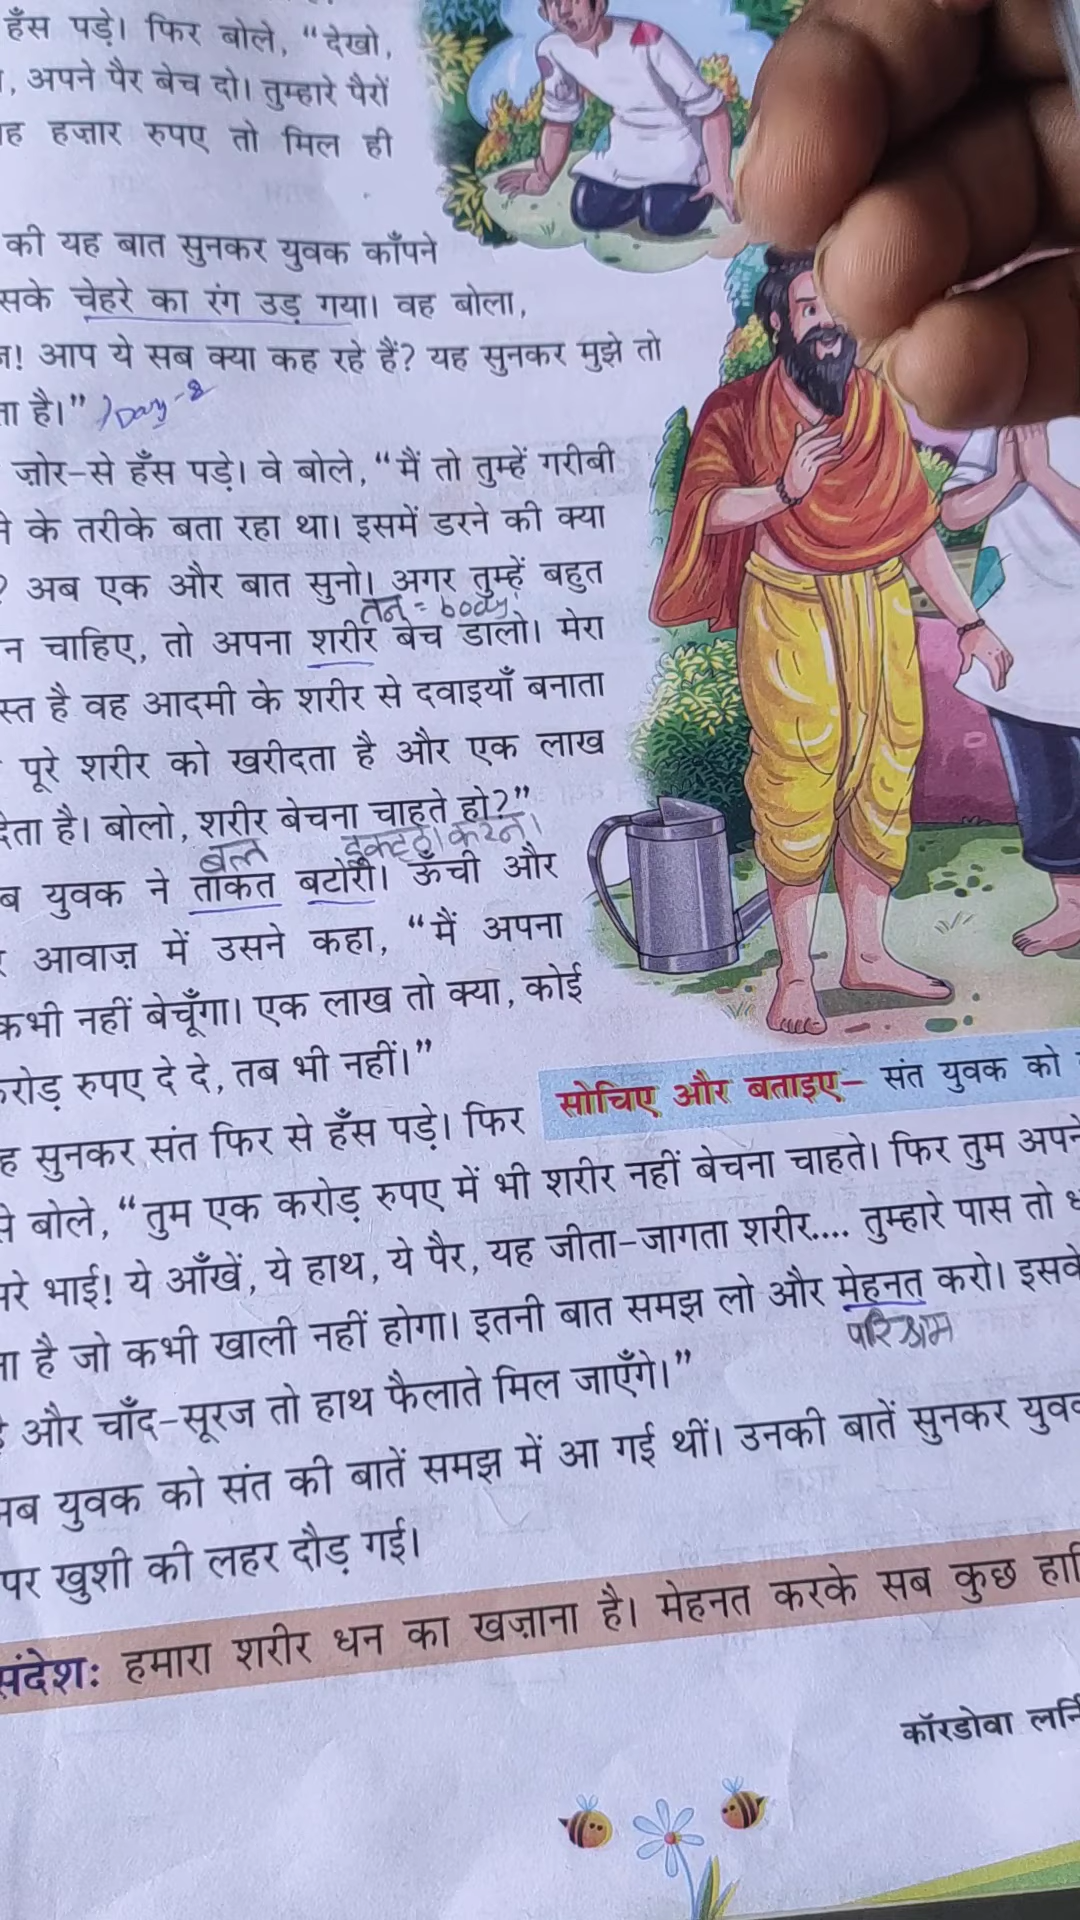 हँस पड़े। फिर बोले, “देखो,
, अपने पैर बेच दो। तुम्हारे पैरों
हज़ार रुपए तो मिल ही
की यह बात सुनकर युवक काँपने
चेहरे का रंग उड़ गया। वह बोला,
! आप ये सब क्या कह रहे हैं? यह सुनकर मुझे तो
है।” Day-2
ज़ोर-से हँस पड़े। वे बोले, “मैं तो तुम्हें गरीबी
के तरीके बता रहा था। इसमें डरने की क्या
? अब एक और बात सुनो। अगर तुम्हें बहुत
तन = body
चाहिए, तो अपना शरीर बेच डालो। मेरा
है वह आदमी के शरीर से दवाइयाँ बनाता
पूरे शरीर को खरीदता है और एक लाख
है। बोलो, शरीर बेचना चाहते हो?”
बल इकट्ठा करना।
युवक ने ताकत बटोरी। ऊँची और
आवाज़ में उसने कहा, “मैं अपना
कभी नहीं बेचूँगा। एक लाख तो क्या, कोई
रुपए दे दे, तब भी नहीं।”
सोचिए और बताइए– संत युवक को
सुनकर संत फिर से हँस पड़े। फिर
बोले, “तुम एक करोड़ रुपए में भी शरीर नहीं बेचना चाहते। फिर तुम अपने
भाई! ये आँखें, ये हाथ, ये पैर, यह जीता-जागता शरीर.... तुम्हारे पास तो
है जो कभी खाली नहीं होगा। इतनी बात समझ लो और मेहनत करो। इसके
परिश्रम
और चाँद-सूरज तो हाथ फैलाते मिल जाएँगे।”
युवक को संत की बातें समझ में आ गई थीं। उनकी बातें सुनकर
पर खुशी की लहर दौड़ गई।
संदेश: हमारा शरीर धन का खज़ाना है। मेहनत करके सब कुछ
कॉरडोवा